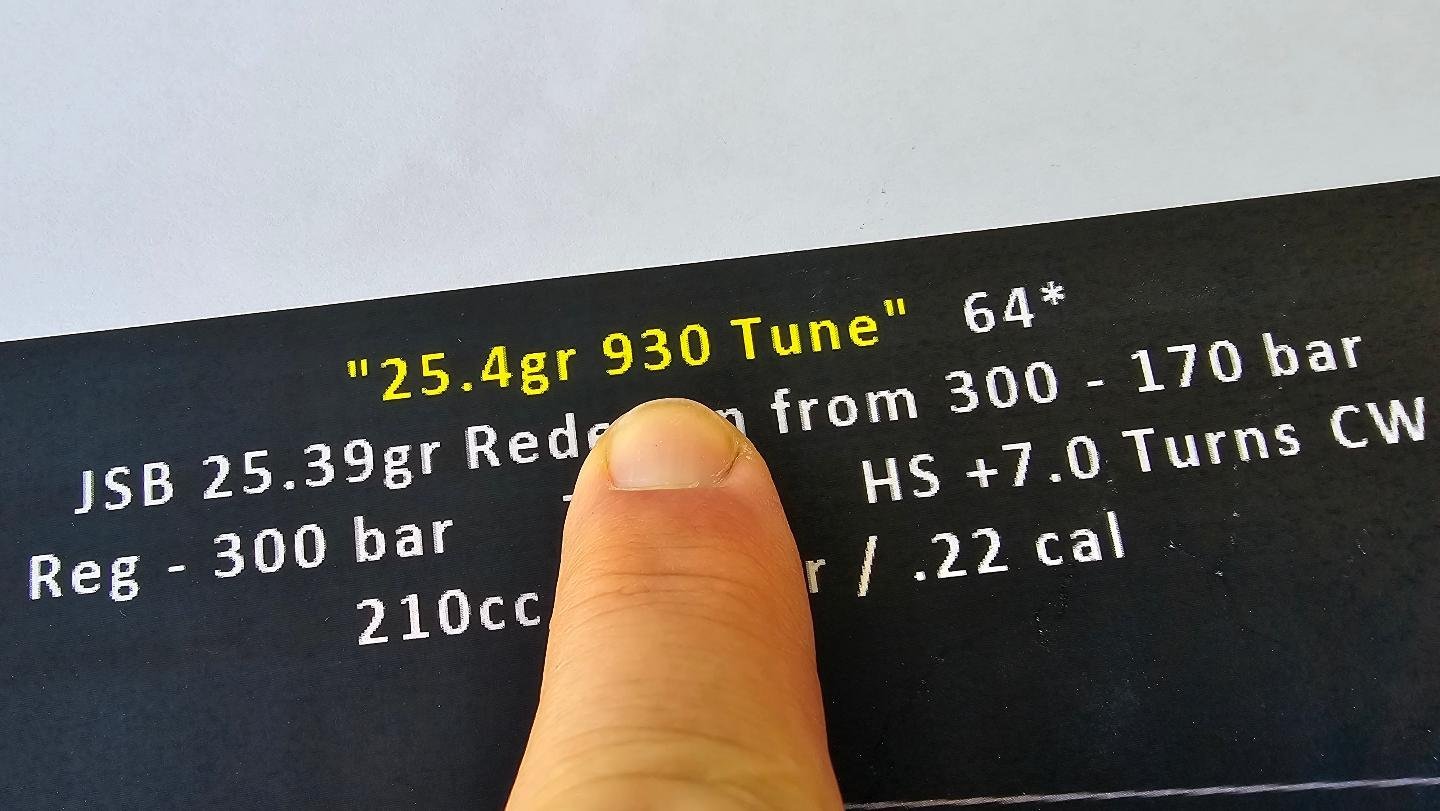 "25.4gr 930 Tune" 64*
JSB 25.39gr from 300 - 170 bar
Reg - 300 bar HS +7.0 Turns CW
210cc / .22 cal